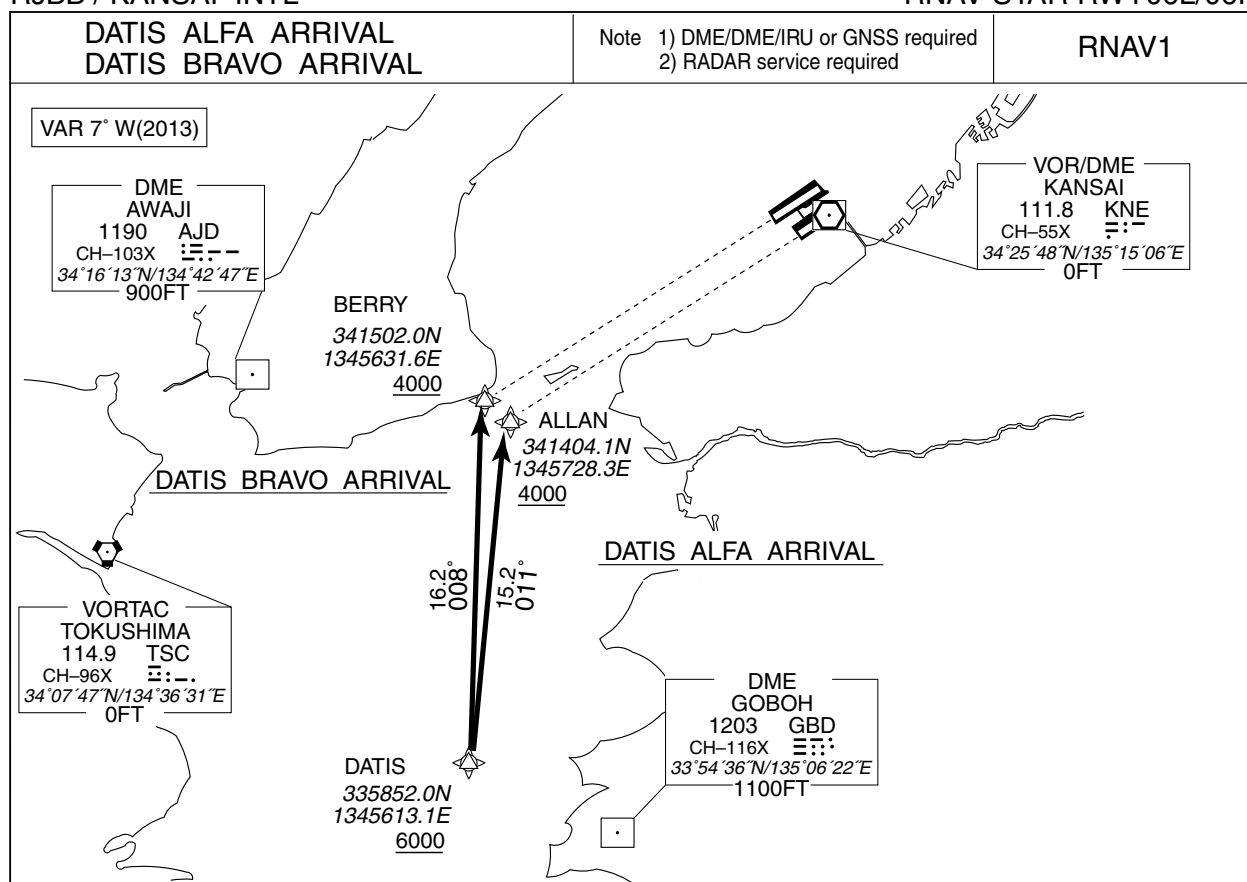 DATIS ALFA ARRIVAL
DATIS BRAVO ARRIVAL
Note 1) DME/DME/IRU or GNSS required
2) RADAR service required
RNAV1
VAR 7° W(2013)
DME
AWAJI
1190 AJD
CH–103X
34°16´13˝N/134°42´47˝E
900FT
VOR/DME
KANSAI
111.8 KNE
CH–55X
34°25´48˝N/135°15´06˝E
0FT
BERRY
341502.0N
1345631.6E
4000
ALLAN
341404.1N
1345728.3E
4000
DATIS BRAVO ARRIVAL
DATIS ALFA ARRIVAL
16.2
008°
15.2
011°
VORTAC
TOKUSHIMA
114.9 TSC
CH–96X
34°07´47˝N/134°36´31˝E
0FT
DME
GOBOH
1203 GBD
CH–116X
33°54´36˝N/135°06´22˝E
1100FT
DATIS
335852.0N
1345613.1E
6000